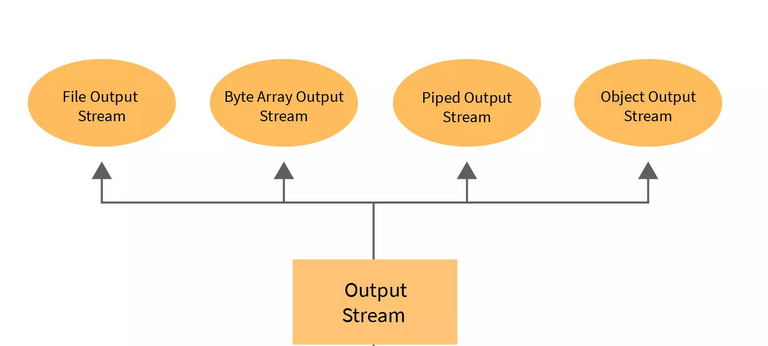 File Output
Stream
Byte Array Output
Stream
Piped Output
Stream
Object Output
Stream
Output
Stream